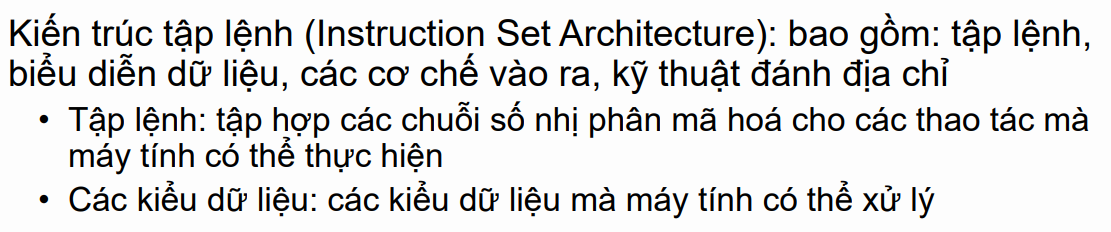 Kiến trúc tập lệnh (Instruction Set Architecture): bao gồm: tập lệnh,
biểu diễn dữ liệu, các cơ chế vào ra, kỹ thuật đánh địa chỉ
• Tập lệnh: tập hợp các chuỗi số nhị phân mã hoá cho các thao tác mà
máy tính có thể thực hiện
• Các kiểu dữ liệu: các kiểu dữ liệu mà máy tính có thể xử lý